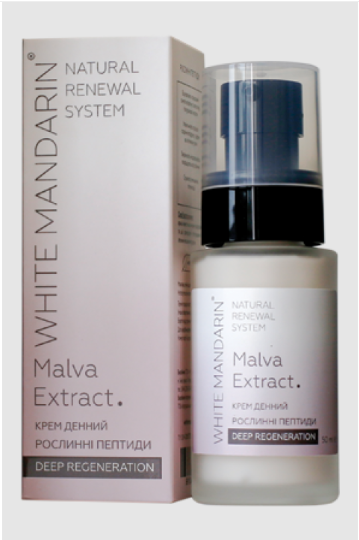 WHITE MANDARIN®
NATURAL
RENEWAL
SYSTEM
Malva
Extract.
КРЕМ ДЕННИЙ
РОСЛИННІ ПЕПТИДИ
DEEP REGENERATION
WHITE MANDARIN®
NATURAL
RENEWAL
SYSTEM
Malva
Extract.
КРЕМ ДЕННИЙ
РОСЛИННІ ПЕПТИДИ
DEEP REGENERATION